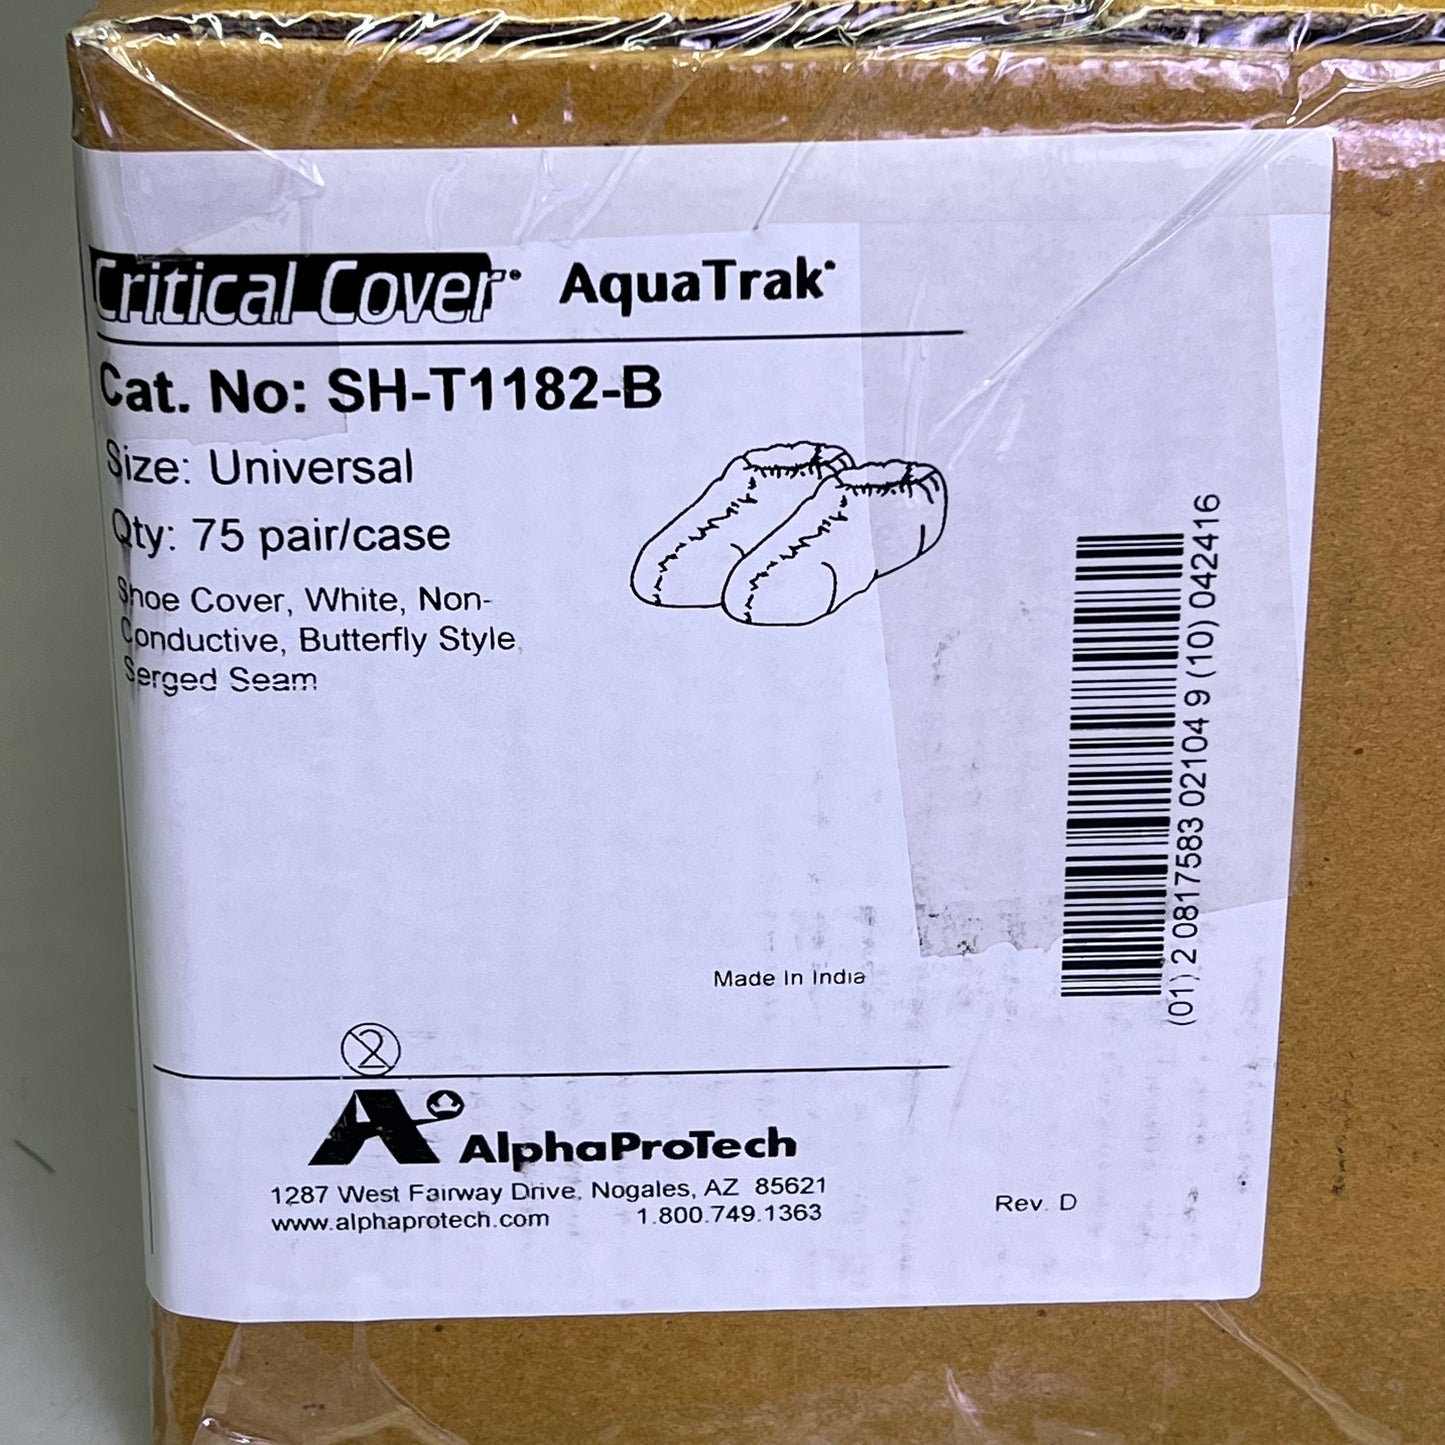 Critical Cover® AquaTrak®
Cat. No: SH-T1182-B
Size: Universal
Qty: 75 pair/case
Shoe Cover, White, Non-
Conductive, Butterfly Style,
Serged Seam
(01) 2 0817583 02104 9 (10) 042416
Made In India
2
AlphaProTech
1287 West Fairway Drive, Nogales, AZ 85621
www.alphaprotech.com 1.800.749.1363
Rev. D